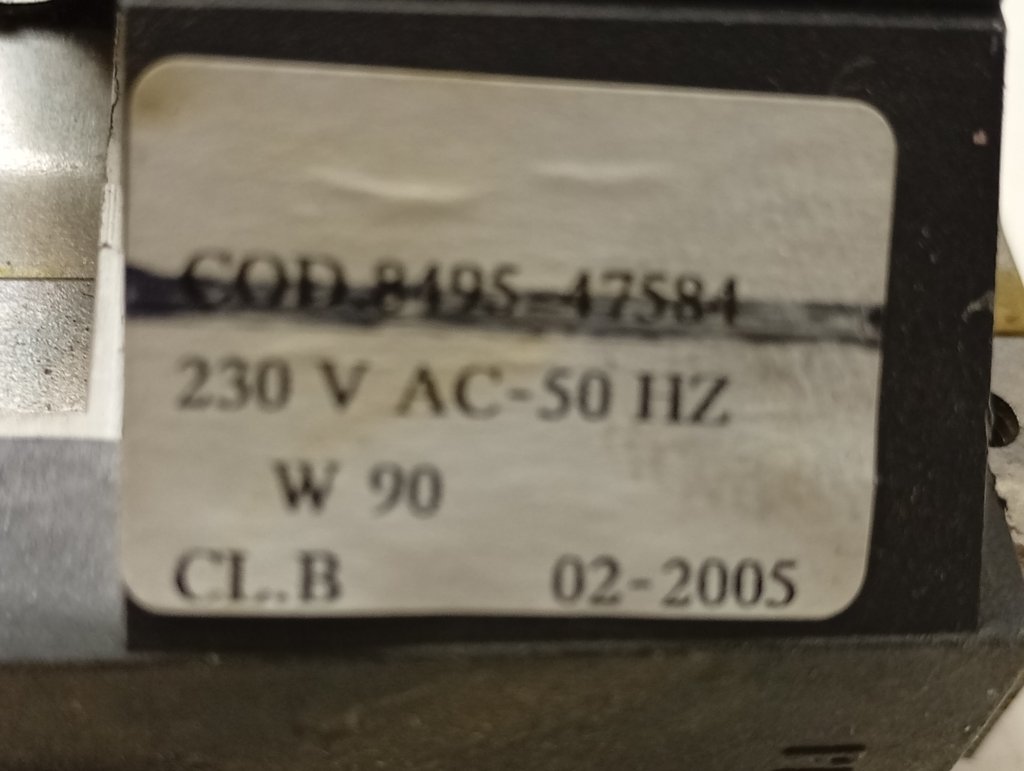 COD.8495-47584
230 V AC-50 HZ
W 90
CL.B 02-2005